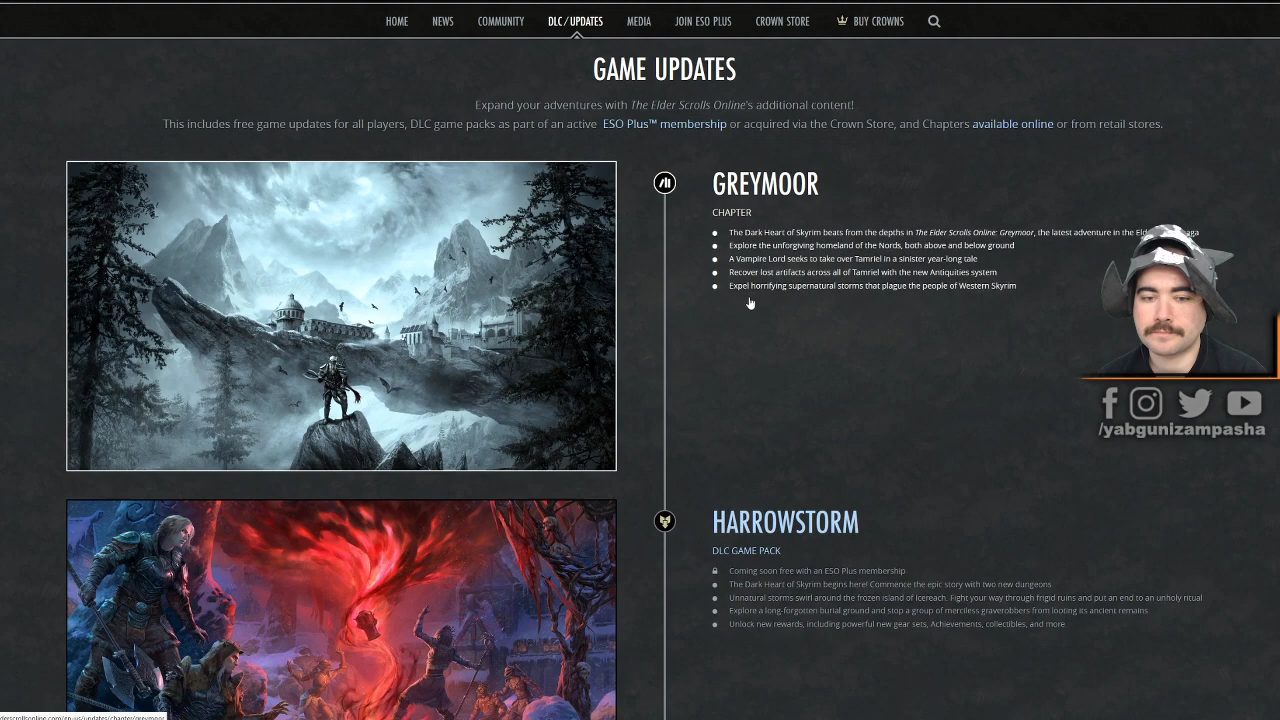 HOME NEWS COMMUNITY DLC/UPDATES MEDIA JOIN ESO PLUS CROWN STORE BUY CROWNS
GAME UPDATES
Expand your adventures with The Elder Scrolls Online's additional content!
This includes free game updates for all players, DLC game packs as part of an active ESO Plus™ membership or acquired via the Crown Store, and Chapters available online or from retail stores.
GREYMOOR
CHAPTER
The Dark Heart of Skyrim beats from the depths in The Elder Scrolls Online: Greymoor, the latest adventure in the
Explore the unforgiving homeland of the Nords, both above and below ground
A Vampire Lord seeks to take over Tamriel in a sinister year-long tale
Recover lost artifacts across all of Tamriel with the new Antiquities system
Expel horrifying supernatural storms that plague the people of Western Skyrim
/yabgunizampasha
HARROWSTORM
DLC GAME PACK
Coming soon free with an ESO Plus membership
The Dark Heart of Skyrim begins here! Commence the epic story with two new dungeons
Unnatural storms swirl around the frozen island of Icereach. Fight your way through frigid ruins and put an end to an unholy ritual
Explore a long-forgotten burial ground and stop a group of merciless graverobbers from looting its ancient remains
Unlock new rewards, including powerful new gear sets, Achievements, collectibles, and more
derscrollsonline.com/en-us/updates/chapter/greymoor